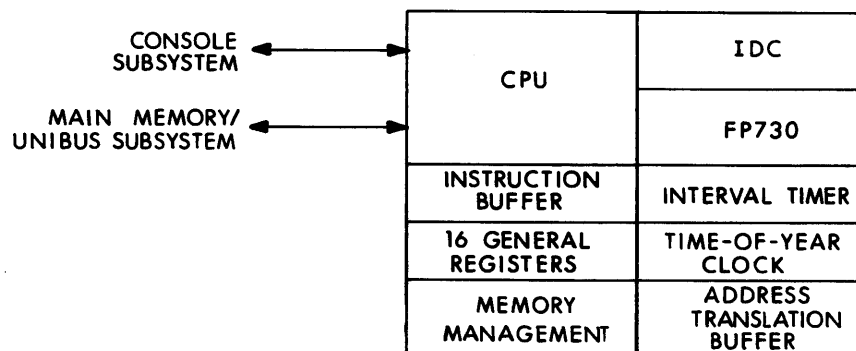 CONSOLE
SUBSYSTEM
MAIN MEMORY/
UNIBUS SUBSYSTEM
CPU
IDC
FP730
INSTRUCTION
BUFFER
INTERVAL TIMER
16 GENERAL
REGISTERS
TIME-OF-YEAR
CLOCK
MEMORY
MANAGEMENT
ADDRESS
TRANSLATION
BUFFER